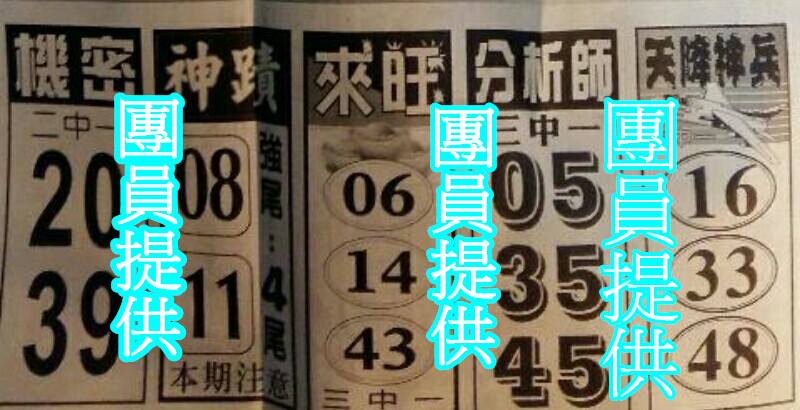 機密
二中一
20
39
神蹟
08
11
強尾：4尾
本期注意
來旺
06
14
43
三中一
分析師
三中一
05
35
45
天降神兵
16
33
48
團員提供
團員提供
團員提供